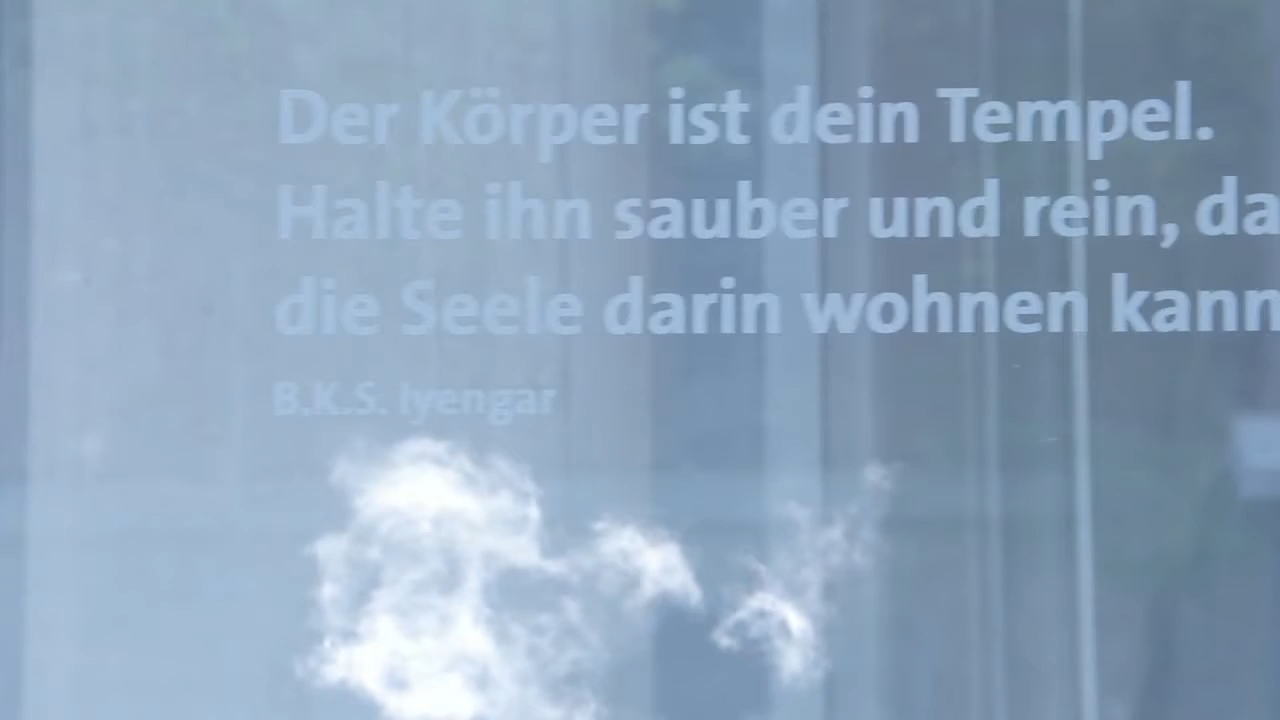 Der Körper ist dein Tempel.
Halte ihn sauber und rein, da
die Seele darin wohnen kann
B.K.S. Iyengar